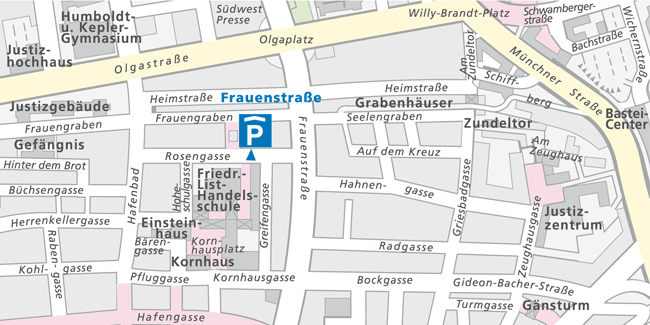 Humboldt-
u. Kepler-
Gymnasium
Südwest
Presse
Willy-Brandt-Platz
Schwamberger-
straße
Wichernstraße
Bachstraße
Justiz-
hochhaus
Olgaplatz
Olgastraße
Münchner Straße
Am
Zundeltor
Schiff-
berg
Heimstraße
Frauenstraße
Heimstraße
Justizgebäude
Grabenhäuser
Bastei-
Center
Frauengraben
Frauengraben
P
Frauenstraße
Seelengraben
Zundeltor
Gefängnis
Am
Zeughaus
Hinter dem Brot
Rosengasse
Auf dem Kreuz
Büchsengasse
Hafenbad
Hohe-
schulgasse
Friedr.-
List-
Handels-
schule
Greifengasse
Hahnen-
gasse
Griesbadgasse
Zeughausgasse
Justiz-
zentrum
Herrenkellergasse
Raben-
gasse
Einstein-
haus
Bären-
gasse
Korn-
hausplatz
Kornhaus
Radgasse
Kohl-
gasse
Pfluggasse
Kornhausgasse
Bockgasse
Gideon-Bacher-Straße
Turmgasse
Gänsturm
Hafengasse